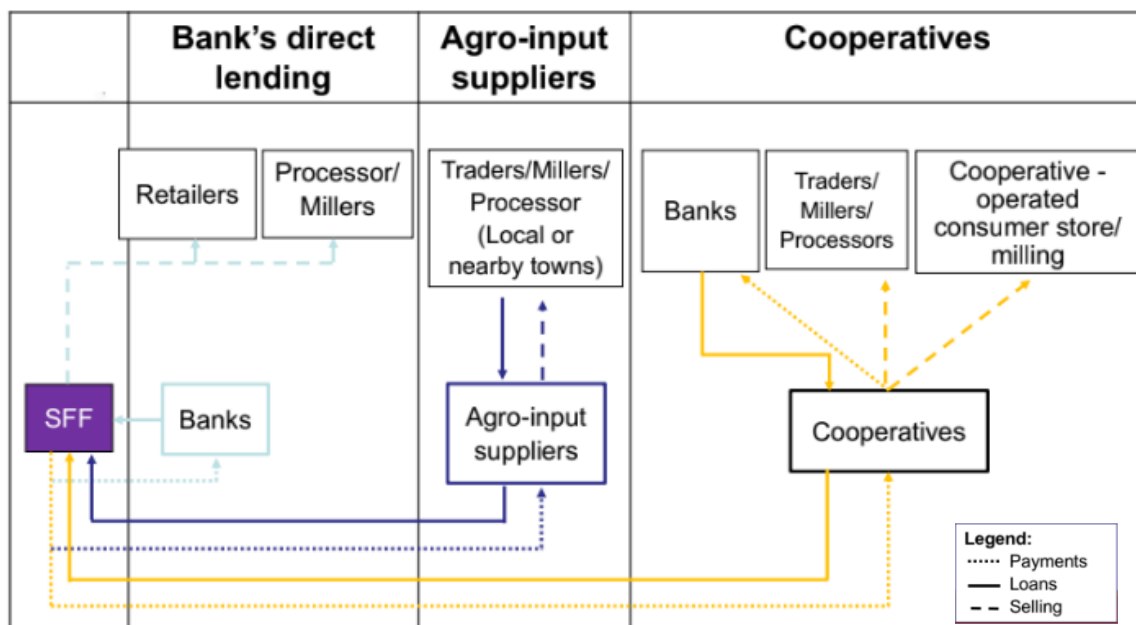 Bank's direct
lending
Agro-input
suppliers
Cooperatives
Retailers
Processor/
Millers
Traders/Millers/
Processor
(Local or
nearby towns)
Banks
Traders/
Millers/
Processors
Cooperative -
operated
consumer store/
milling
SFF
Banks
Agro-input
suppliers
Cooperatives
Legend:
Payments
Loans
Selling